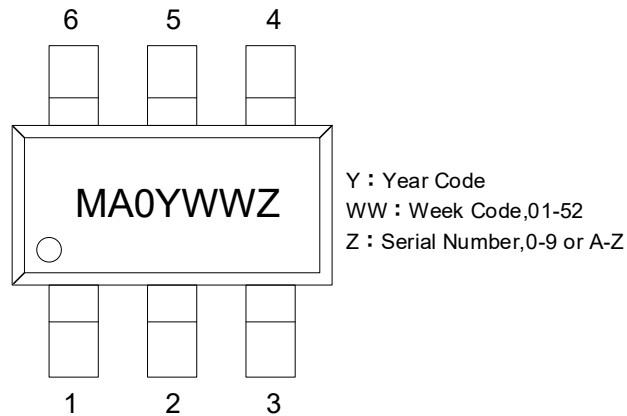 6 5 4
MA0YWWZ
Y：Year Code
WW：Week Code,01-52
Z：Serial Number,0-9 or A-Z
1 2 3